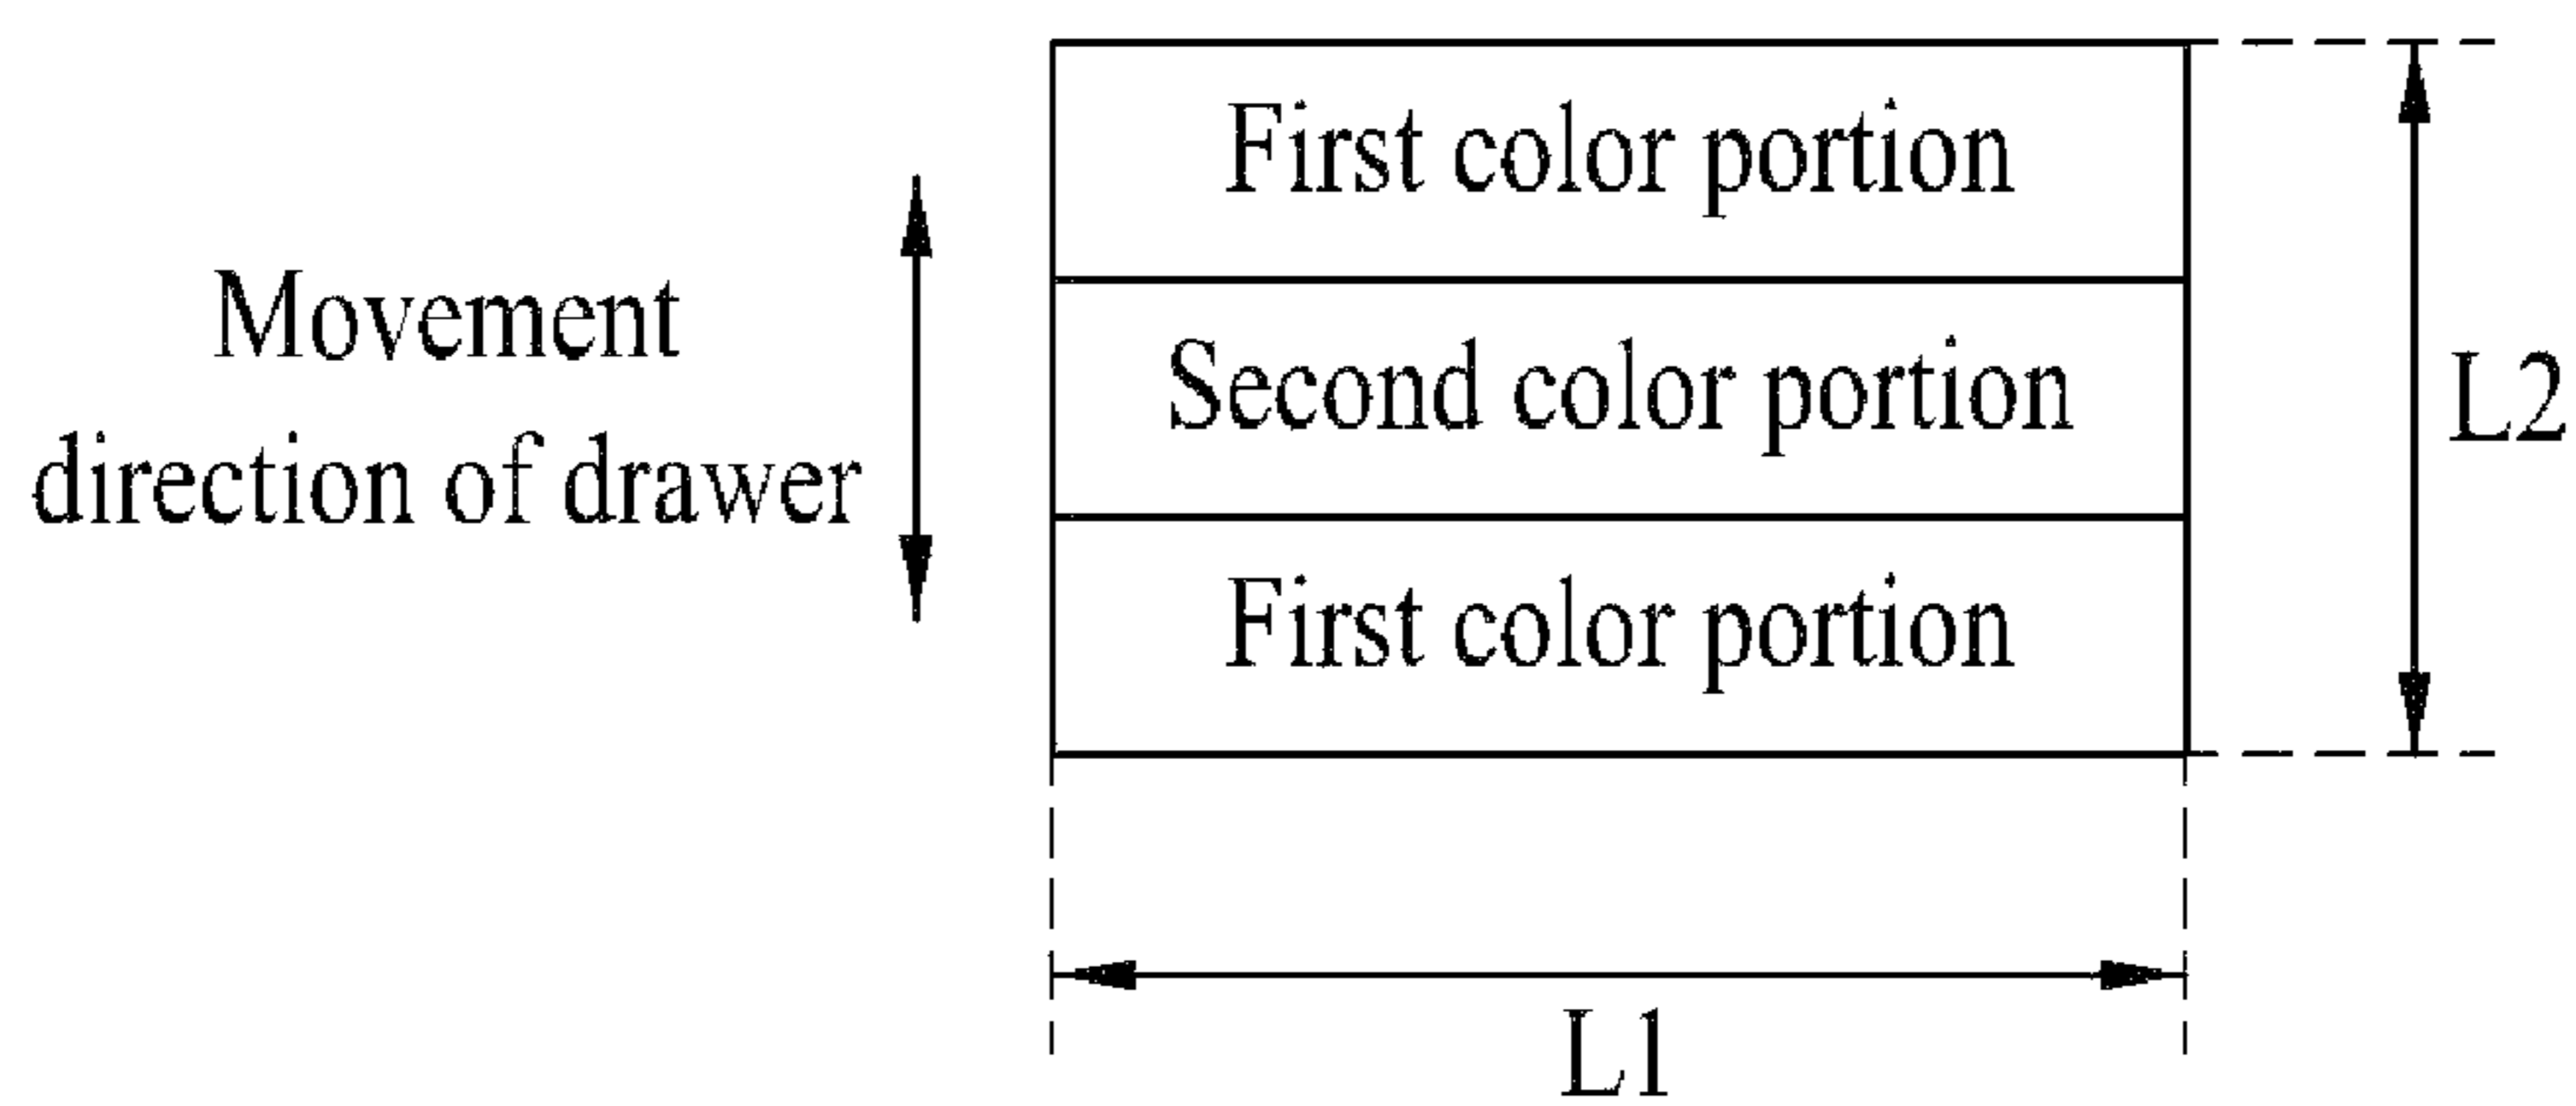 First color portion
Movement
direction of drawer
Second color portion
First color portion
L2
L1